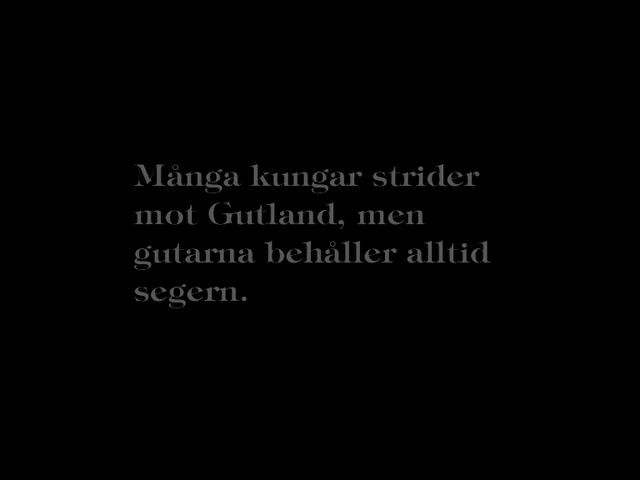 Många kungar strider
mot Gutland, men
gutarna behåller alltid
segern.